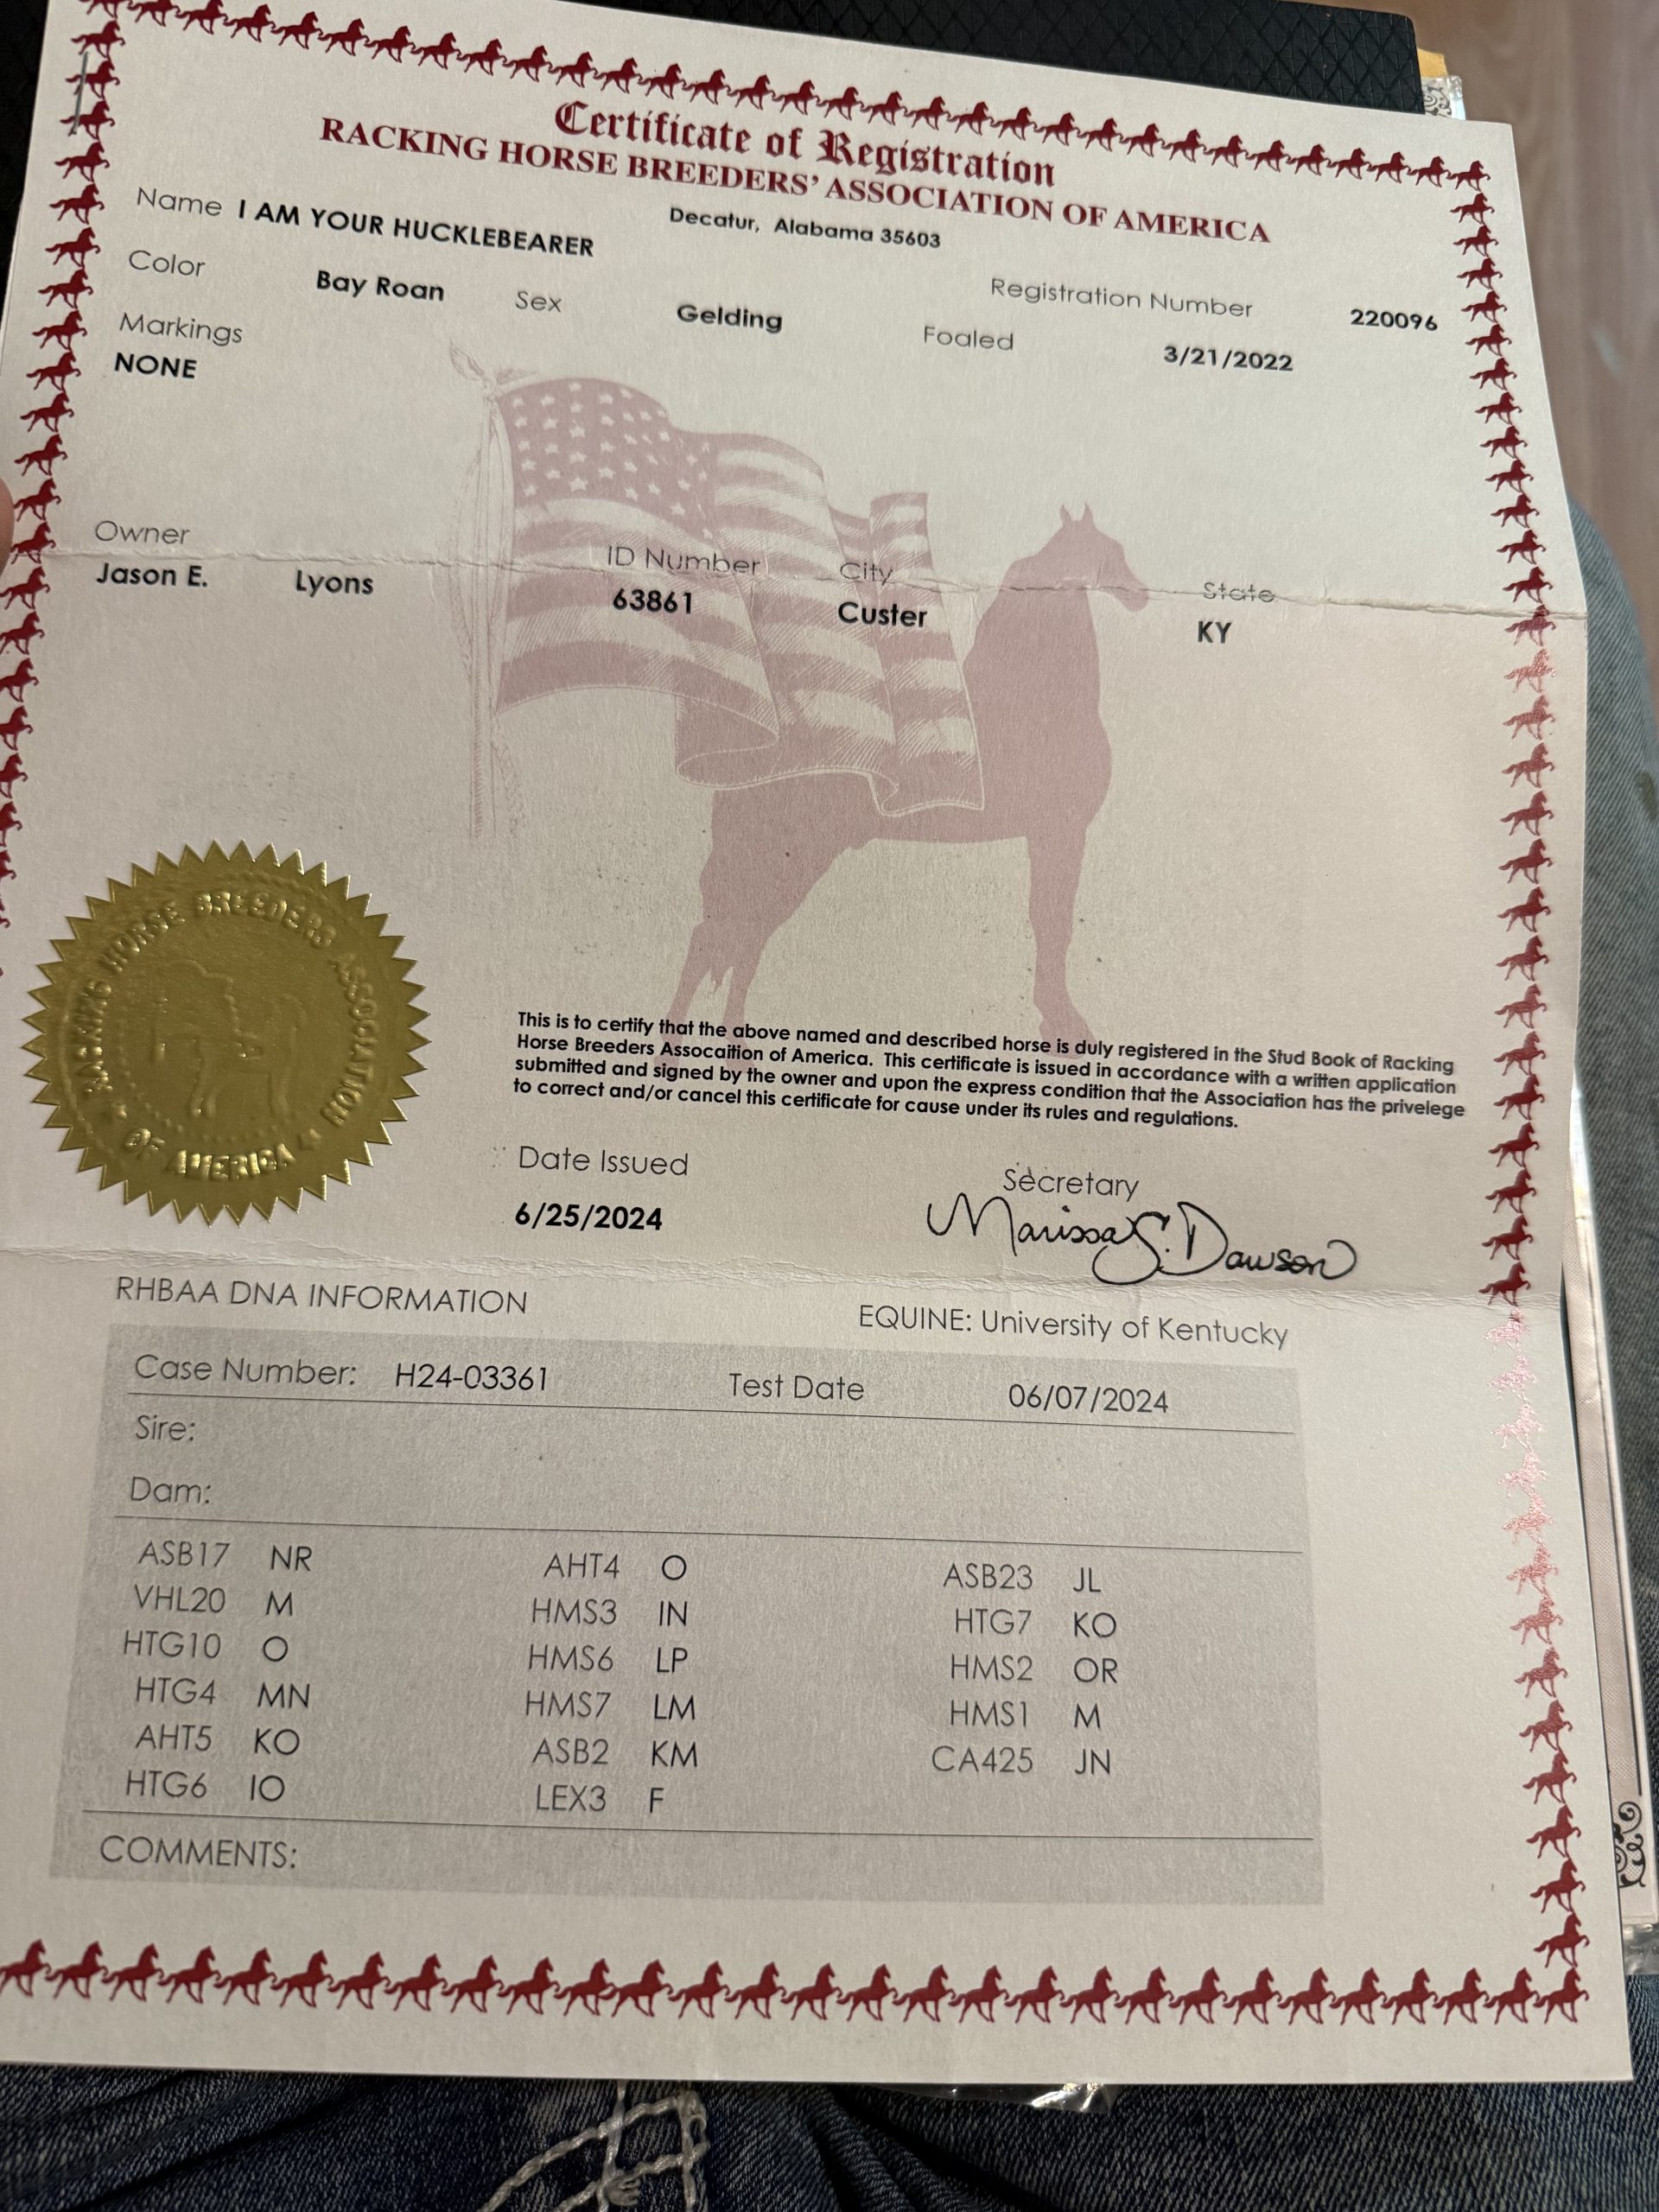 Certificate of Registration
RACKING HORSE BREEDERS' ASSOCIATION OF AMERICA
Decatur, Alabama 35603
Name I AM YOUR HUCKLEBEARER
Registration Number 220096
Color Bay Roan Sex Gelding Foaled 3/21/2022
Markings
NONE
Owner ID Number City State
Jason E. Lyons 63861 Custer KY
RACKING HORSE BREEDERS ASSOCIATION
OF AMERICA
This is to certify that the above named and described horse is duly registered in the Stud Book of Racking
Horse Breeders Assocaition of America. This certificate is issued in accordance with a written application
submitted and signed by the owner and upon the express condition that the Association has the privelege
to correct and/or cancel this certificate for cause under its rules and regulations.
Date Issued Secretary
6/25/2024 Marissa S. Dawson
RHBAA DNA INFORMATION EQUINE: University of Kentucky
Case Number: H24-03361 Test Date 06/07/2024
Sire:
Dam:
ASB17 NR AHT4 O ASB23 JL
VHL20 M HMS3 IN HTG7 KO
HTG10 O HMS6 LP HMS2 OR
HTG4 MN HMS7 LM HMS1 M
AHT5 KO ASB2 KM CA425 JN
HTG6 IO LEX3 F
COMMENTS: